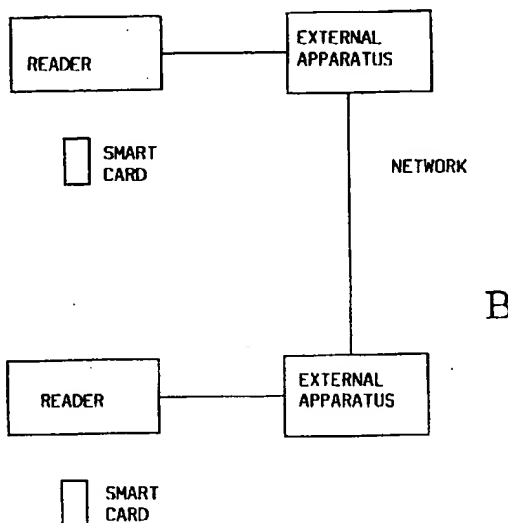 READER
EXTERNAL
APPARATUS
SMART
CARD
NETWORK
B
READER
EXTERNAL
APPARATUS
SMART
CARD